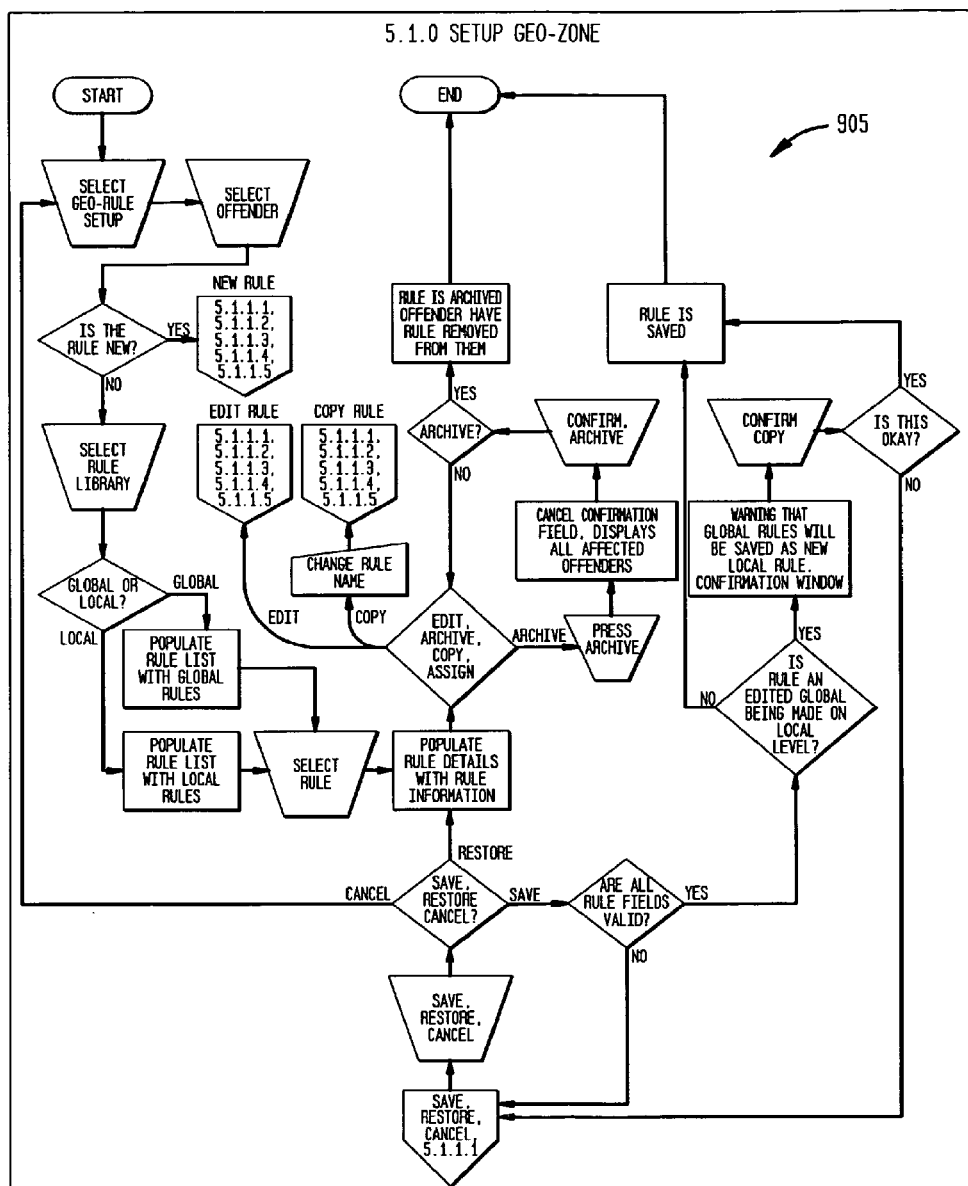 5.1.0 SETUP GEO-ZONE
START
END
905
SELECT
GEO-RULE
SETUP
SELECT
OFFENDER
NEW RULE
5.1.1.1,
5.1.1.2,
5.1.1.3,
5.1.1.4,
5.1.1.5
IS THE
RULE NEW?
YES
NO
RULE IS ARCHIVED
OFFENDER HAVE
RULE REMOVED
FROM THEM
RULE IS
SAVED
EDIT RULE
5.1.1.1,
5.1.1.2,
5.1.1.3,
5.1.1.4,
5.1.1.5
COPY RULE
5.1.1.1,
5.1.1.2,
5.1.1.3,
5.1.1.4,
5.1.1.5
YES
ARCHIVE?
NO
CONFIRM,
ARCHIVE
CONFIRM
COPY
YES
IS THIS
OKAY?
NO
SELECT
RULE
LIBRARY
CANCEL CONFIRMATION
FIELD, DISPLAYS
ALL AFFECTED
OFFENDERS
WARNING THAT
GLOBAL RULES WILL
BE SAVED AS NEW
LOCAL RULE.
CONFIRMATION WINDOW
CHANGE RULE
NAME
GLOBAL OR
LOCAL?
GLOBAL
LOCAL
EDIT
COPY
EDIT,
ARCHIVE,
COPY,
ASSIGN
ARCHIVE
PRESS
ARCHIVE
YES
NO
IS
RULE AN
EDITED GLOBAL
BEING MADE ON
LOCAL
LEVEL?
POPULATE
RULE LIST
WITH GLOBAL
RULES
POPULATE
RULE LIST
WITH LOCAL
RULES
SELECT
RULE
POPULATE
RULE DETAILS
WITH RULE
INFORMATION
RESTORE
CANCEL
SAVE,
RESTORE
CANCEL?
SAVE
ARE ALL
RULE FIELDS
VALID?
YES
NO
SAVE,
RESTORE,
CANCEL
SAVE,
RESTORE,
CANCEL,
5.1.1.1